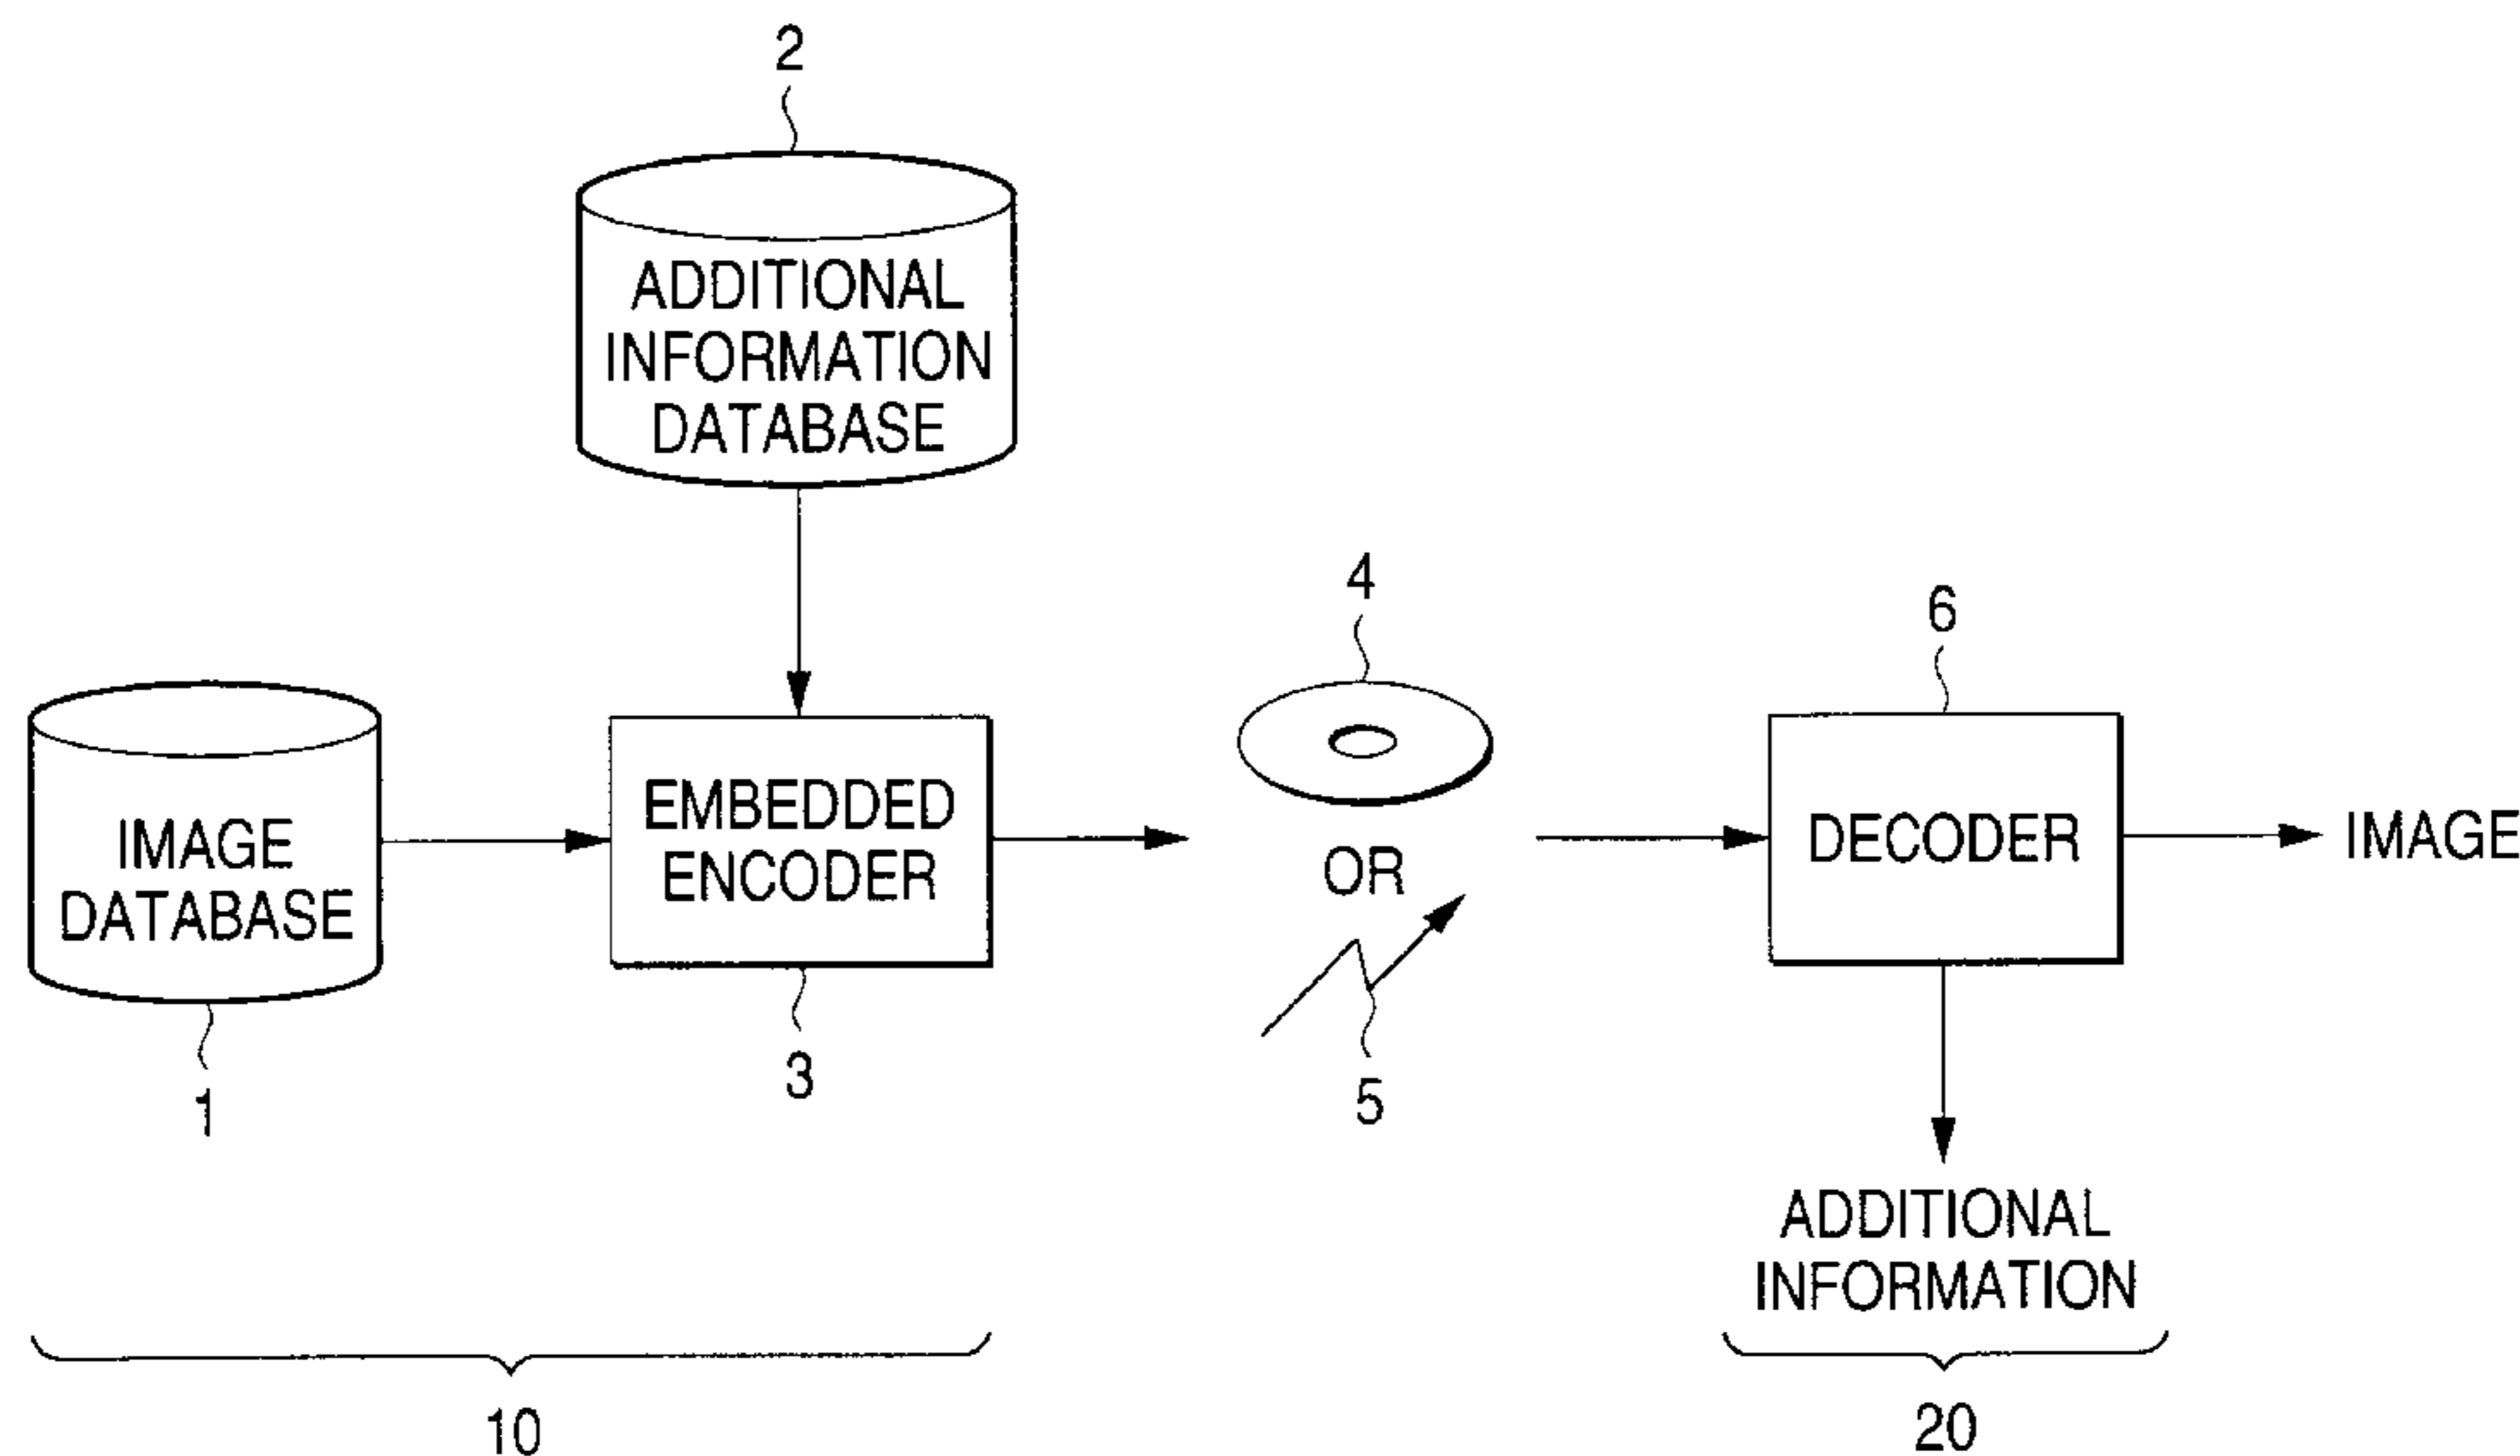 2
ADDITIONAL
INFORMATION
DATABASE
4
6
IMAGE
DATABASE
EMBEDDED
ENCODER
OR
DECODER
IMAGE
1
3
5
ADDITIONAL
INFORMATION
10
20